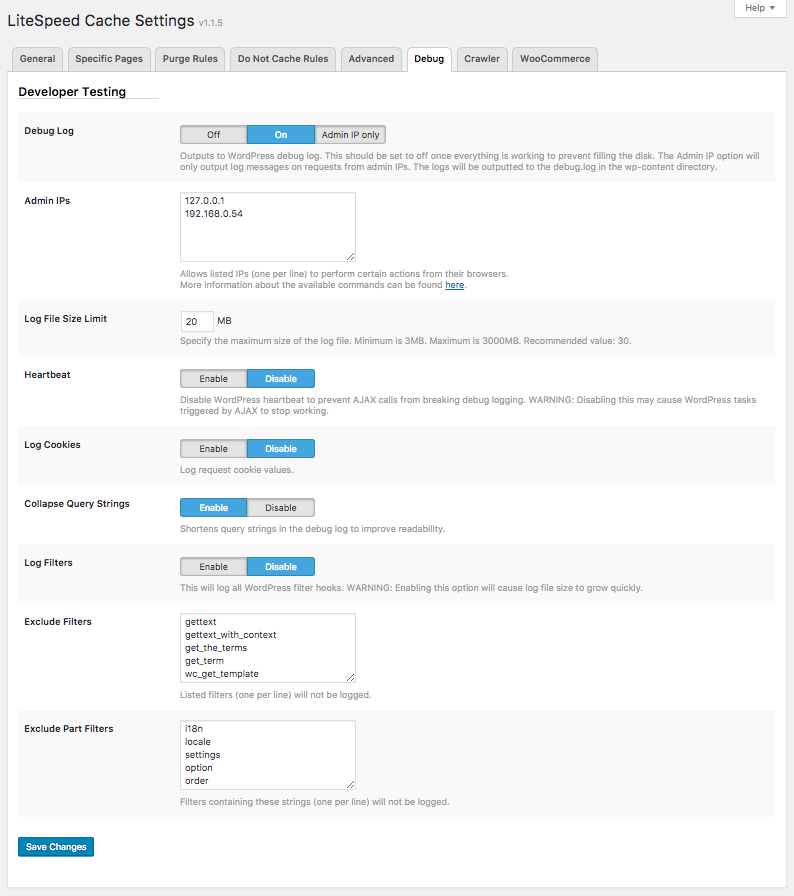 Help ▼
LiteSpeed Cache Settings v1.1.5
General Specific Pages Purge Rules Do Not Cache Rules Advanced Debug Crawler WooCommerce
Developer Testing
Debug Log
Off On Admin IP only
Outputs to WordPress debug log. This should be set to off once everything is working to prevent filling the disk. The Admin IP option will
only output log messages on requests from admin IPs. The logs will be outputted to the debug.log in the wp-content directory.
Admin IPs
127.0.0.1
192.168.0.54
Allows listed IPs (one per line) to perform certain actions from their browsers.
More information about the available commands can be found here.
Log File Size Limit
20 MB
Specify the maximum size of the log file. Minimum is 3MB. Maximum is 3000MB. Recommended value: 30.
Heartbeat
Enable Disable
Disable WordPress heartbeat to prevent AJAX calls from breaking debug logging. WARNING: Disabling this may cause WordPress tasks
triggered by AJAX to stop working.
Log Cookies
Enable Disable
Log request cookie values.
Collapse Query Strings
Enable Disable
Shortens query strings in the debug log to improve readability.
Log Filters
Enable Disable
This will log all WordPress filter hooks. WARNING: Enabling this option will cause log file size to grow quickly.
Exclude Filters
gettext
gettext_with_context
get_the_terms
get_term
wc_get_template
Listed filters (one per line) will not be logged.
Exclude Part Filters
i18n
locale
settings
option
order
Filters containing these strings (one per line) will not be logged.
Save Changes